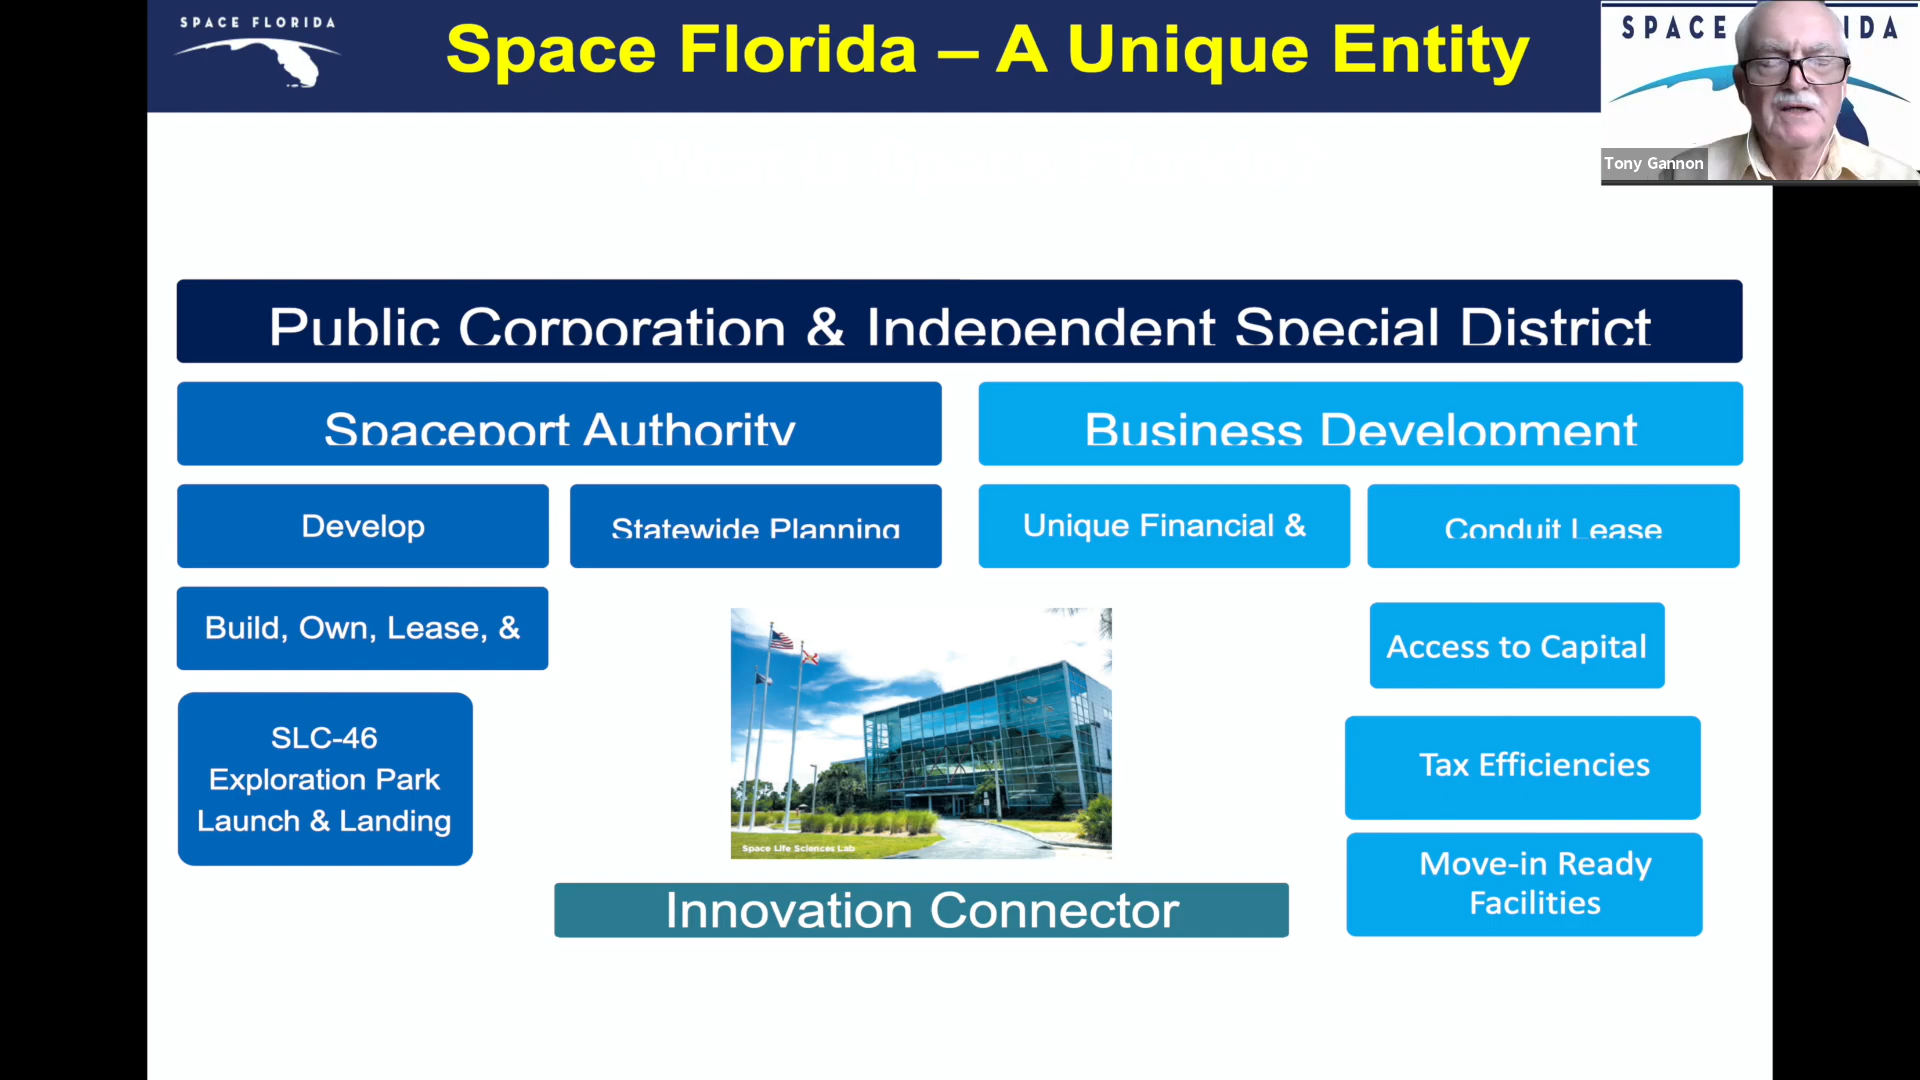 SPACE FLORIDA
Space Florida – A Unique Entity
SPACE IDA
Tony Gannon
Public Corporation & Independent Special District
Spaceport Authority
Business Development
Develop
Statewide Planning
Unique Financial &
Conduit Lease
Build, Own, Lease, &
Access to Capital
SLC-46
Exploration Park
Launch & Landing
Tax Efficiencies
Move-in Ready
Facilities
Space Life Sciences Lab
Innovation Connector